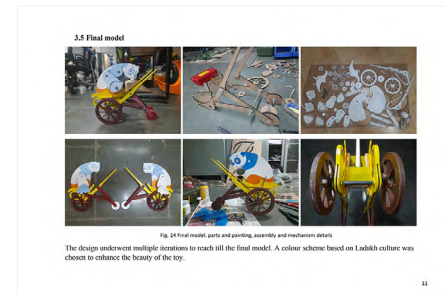 3.5 Final model
Fig. 14 Final model: parts and painting, assembly and mechanism details
The design underwent multiple iterations to reach till the final model. A colour scheme based on Ladakh culture was
chosen to enhance the beauty of the toy.
11